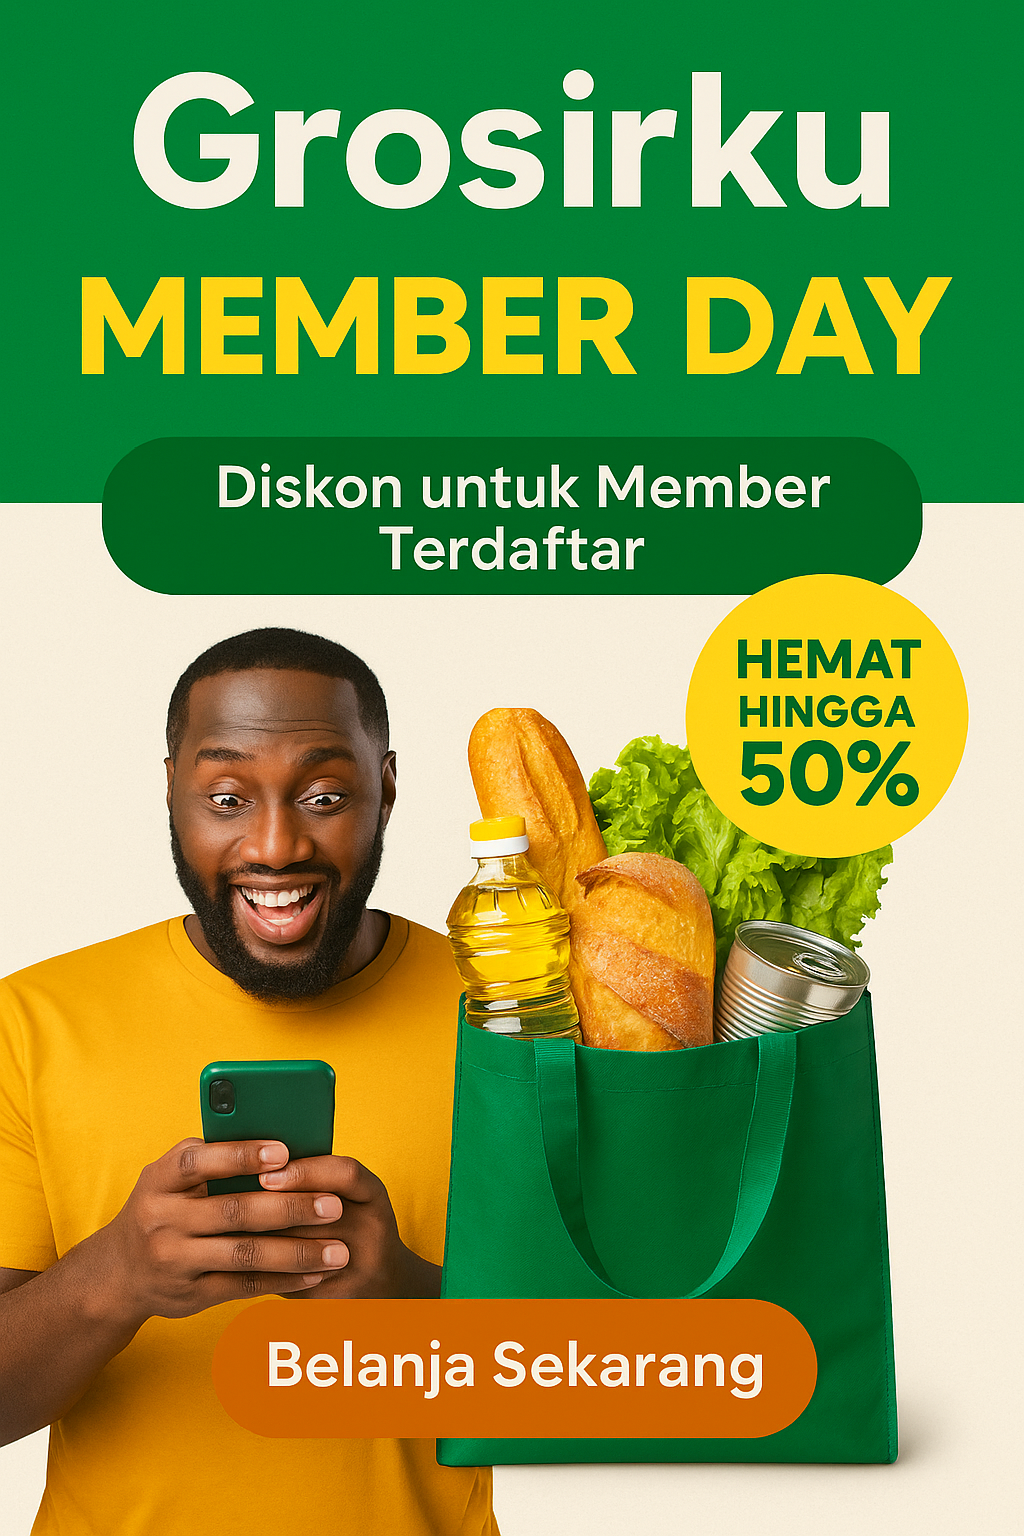 Grosirku
MEMBER DAY
Diskon untuk Member
Terdaftar
HEMAT
HINGGA
50%
Belanja Sekarang